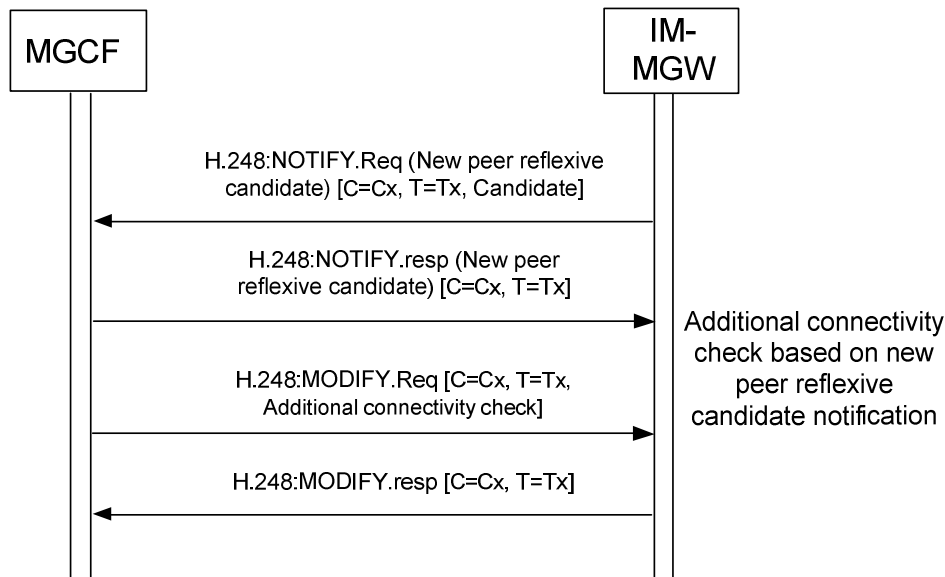 MGCF
IM-
MGW
H.248:NOTIFY.Req (New peer reflexive
candidate) [C=Cx, T=Tx, Candidate]
H.248:NOTIFY.resp (New peer
reflexive candidate) [C=Cx, T=Tx]
Additional connectivity
check based on new
peer reflexive
candidate notification
H.248:MODIFY.Req [C=Cx, T=Tx,
Additional connectivity check]
H.248:MODIFY.resp [C=Cx, T=Tx]